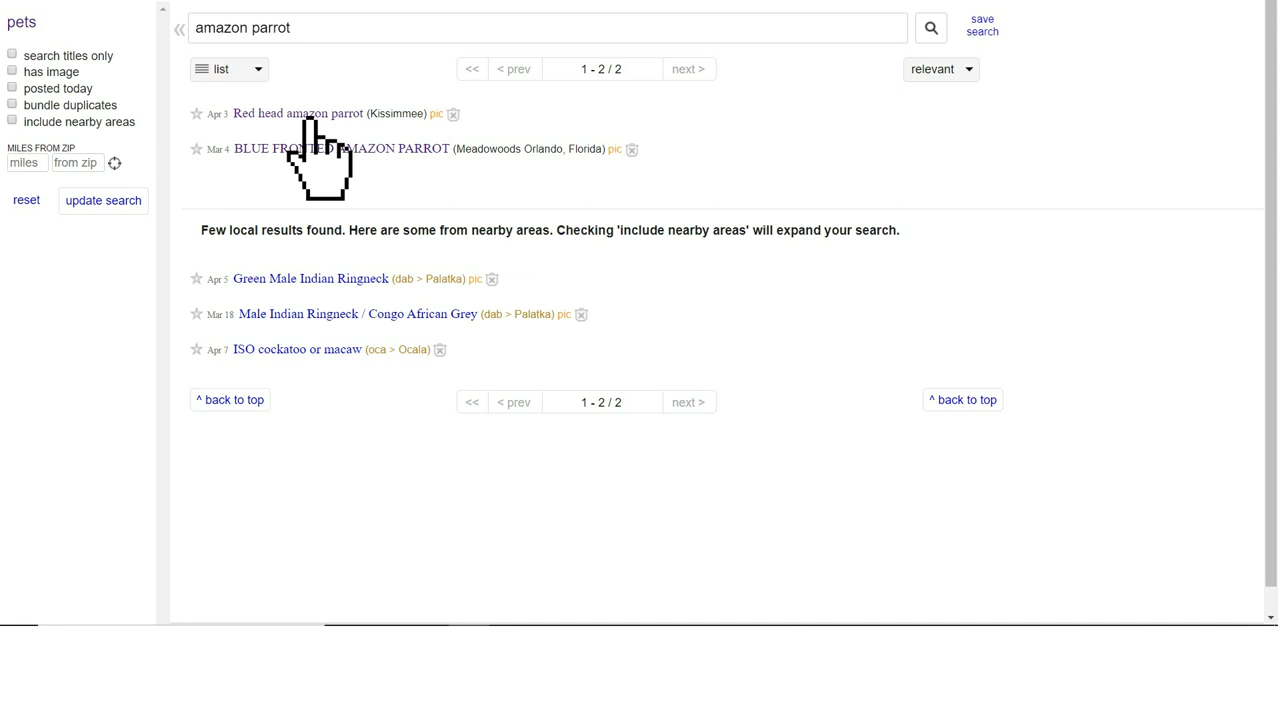 pets
amazon parrot
save
search
search titles only
has image
posted today
bundle duplicates
include nearby areas
MILES FROM ZIP
miles
from zip
reset
update search
list
<< < prev 1 - 2 / 2 next >
relevant
Apr 3 Red head amazon parrot (Kissimmee) pic
Mar 4 BLUE FRONTED AMAZON PARROT (Meadowoods Orlando, Florida) pic
Few local results found. Here are some from nearby areas. Checking 'include nearby areas' will expand your search.
Apr 5 Green Male Indian Ringneck (dab > Palatka) pic
Mar 18 Male Indian Ringneck / Congo African Grey (dab > Palatka) pic
Apr 7 ISO cockatoo or macaw (oca > Ocala)
^ back to top
<< < prev 1 - 2 / 2 next >
^ back to top